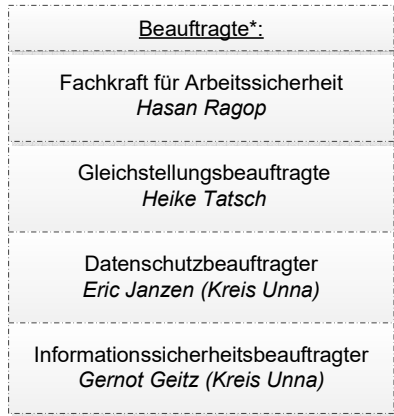 Beauftragte*:
Fachkraft für Arbeitssicherheit
Hasan Ragop
Gleichstellungsbeauftragte
Heike Tatsch
Datenschutzbeauftragter
Eric Janzen (Kreis Unna)
Informationssicherheitsbeauftragter
Gernot Geitz (Kreis Unna)